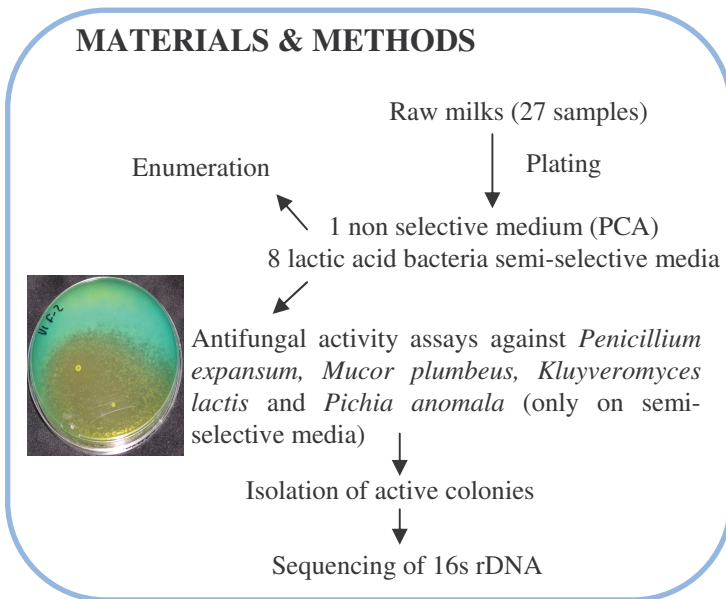 MATERIALS & METHODS
Raw milks (27 samples)
Plating
Enumeration
1 non selective medium (PCA)
8 lactic acid bacteria semi-selective media
Antifungal activity assays against Penicillium
expansum, Mucor plumbeus, Kluyveromyces
lactis and Pichia anomala (only on semi-
selective media)
Isolation of active colonies
Sequencing of 16s rDNA